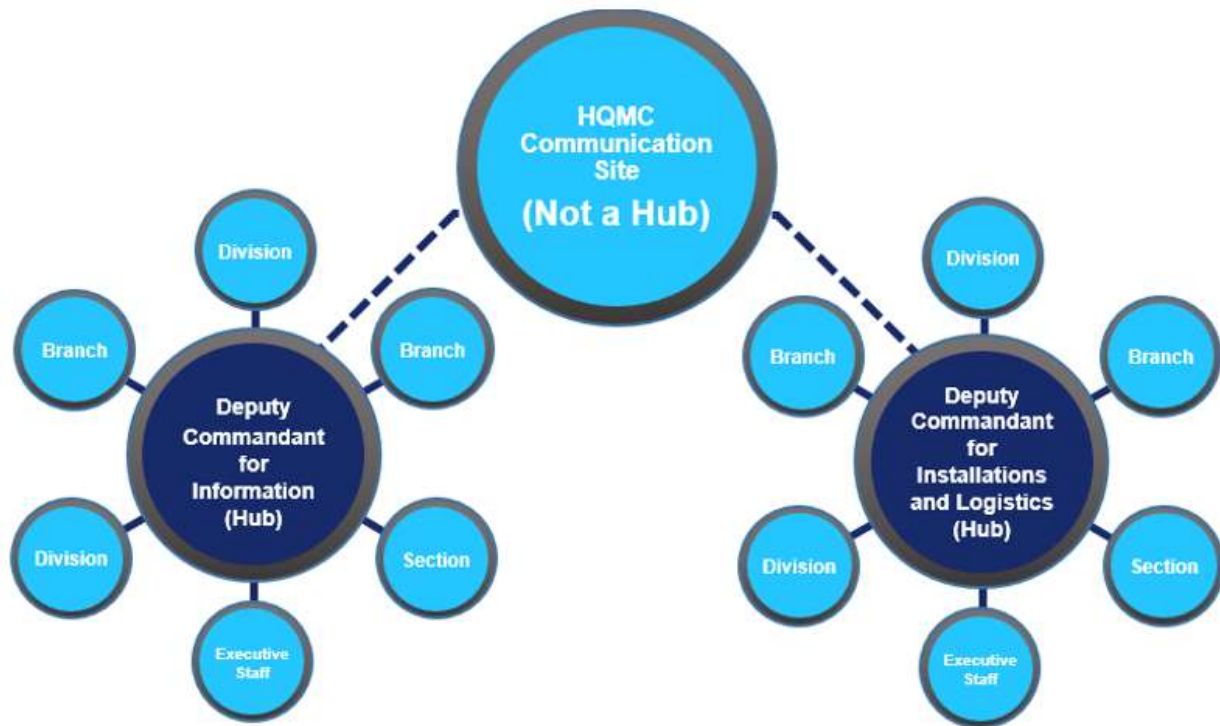 HQMC
Communication
Site
(Not a Hub)
Division
Branch
Branch
Deputy
Commandant
for
Information
(Hub)
Division
Section
Executive
Staff
Division
Branch
Branch
Deputy
Commandant
for
Installations
and Logistics
(Hub)
Division
Section
Executive
Staff